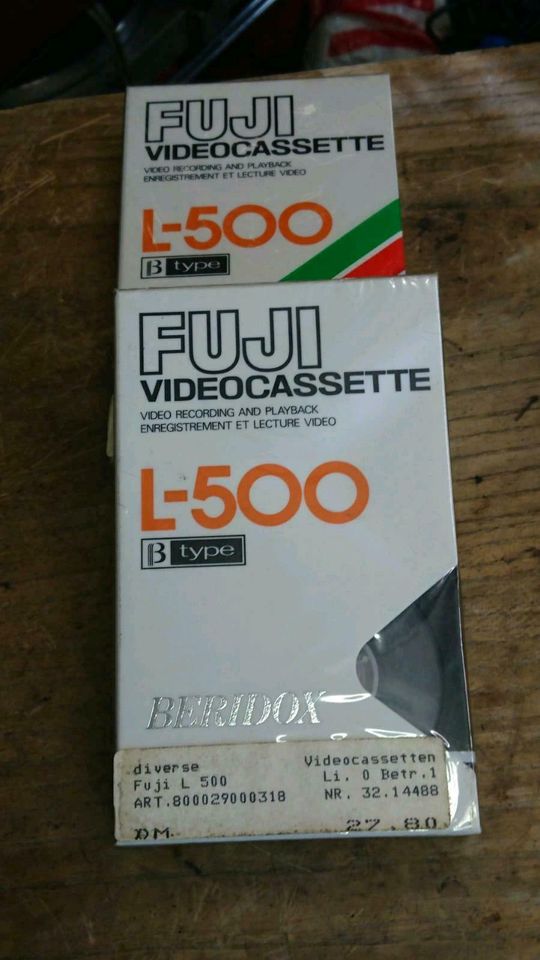 FUJI
VIDEOCASSETTE
VIDEO RECORDING AND PLAYBACK
ENREGISTREMENT ET LECTURE VIDEO
L-500
β type
FUJI
VIDEOCASSETTE
VIDEO RECORDING AND PLAYBACK
ENREGISTREMENT ET LECTURE VIDEO
L-500
β type
BERIDOX
diverse Videocassetten
Fuji L 500 Li. 0 Betr.1
ART.800029000318 NR. 32.14488
DM 27,80